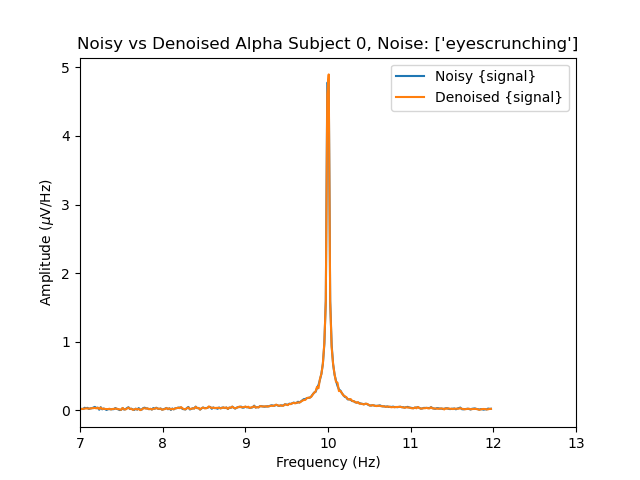 Noisy vs Denoised Alpha Subject 0, Noise: ['eyescrunching']
Noisy {signal}
Denoised {signal}
Amplitude (μV/Hz)
5
4
3
2
1
0
7 8 9 10 11 12 13
Frequency (Hz)